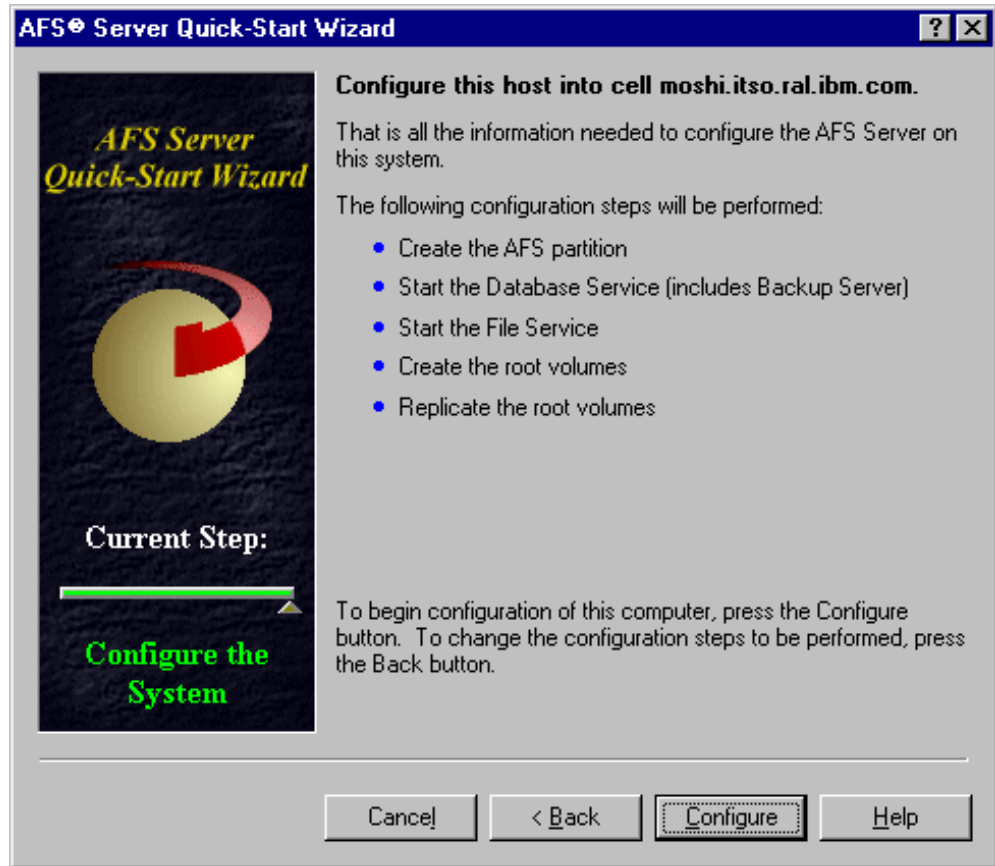 AFS® Server Quick-Start Wizard
AFS Server
Quick-Start Wizard
Current Step:
Configure the
System
Configure this host into cell moshi.itso.ral.ibm.com.
That is all the information needed to configure the AFS Server on
this system.
The following configuration steps will be performed:
Create the AFS partition
Start the Database Service (includes Backup Server)
Start the File Service
Create the root volumes
Replicate the root volumes
To begin configuration of this computer, press the Configure
button. To change the configuration steps to be performed, press
the Back button.
Cancel
< Back
Configure
Help